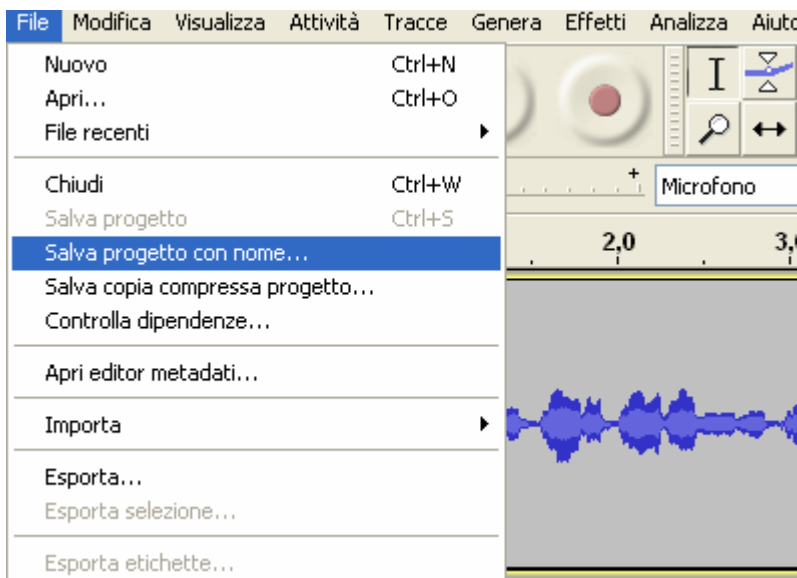 File Modifica Visualizza Attività Tracce Genera Effetti Analizza Aiuto
Nuovo Ctrl+N
Apri... Ctrl+O
File recenti
Chiudi Ctrl+W
Salva progetto Ctrl+S
Salva progetto con nome...
Salva copia compressa progetto...
Controlla dipendenze...
Apri editor metadati...
Importa
Esporta...
Esporta selezione...
Esporta etichette...
+
Microfono
2,0 3,